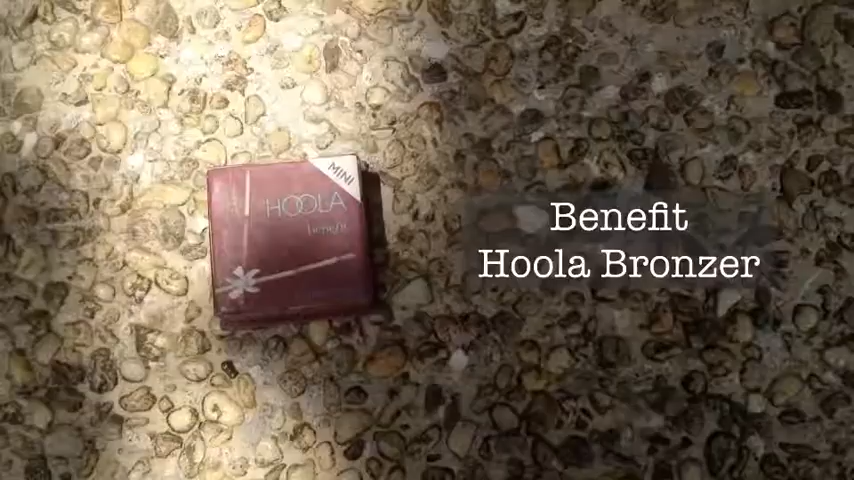 MINI
HOOLA
benefit
Benefit
Hoola Bronzer